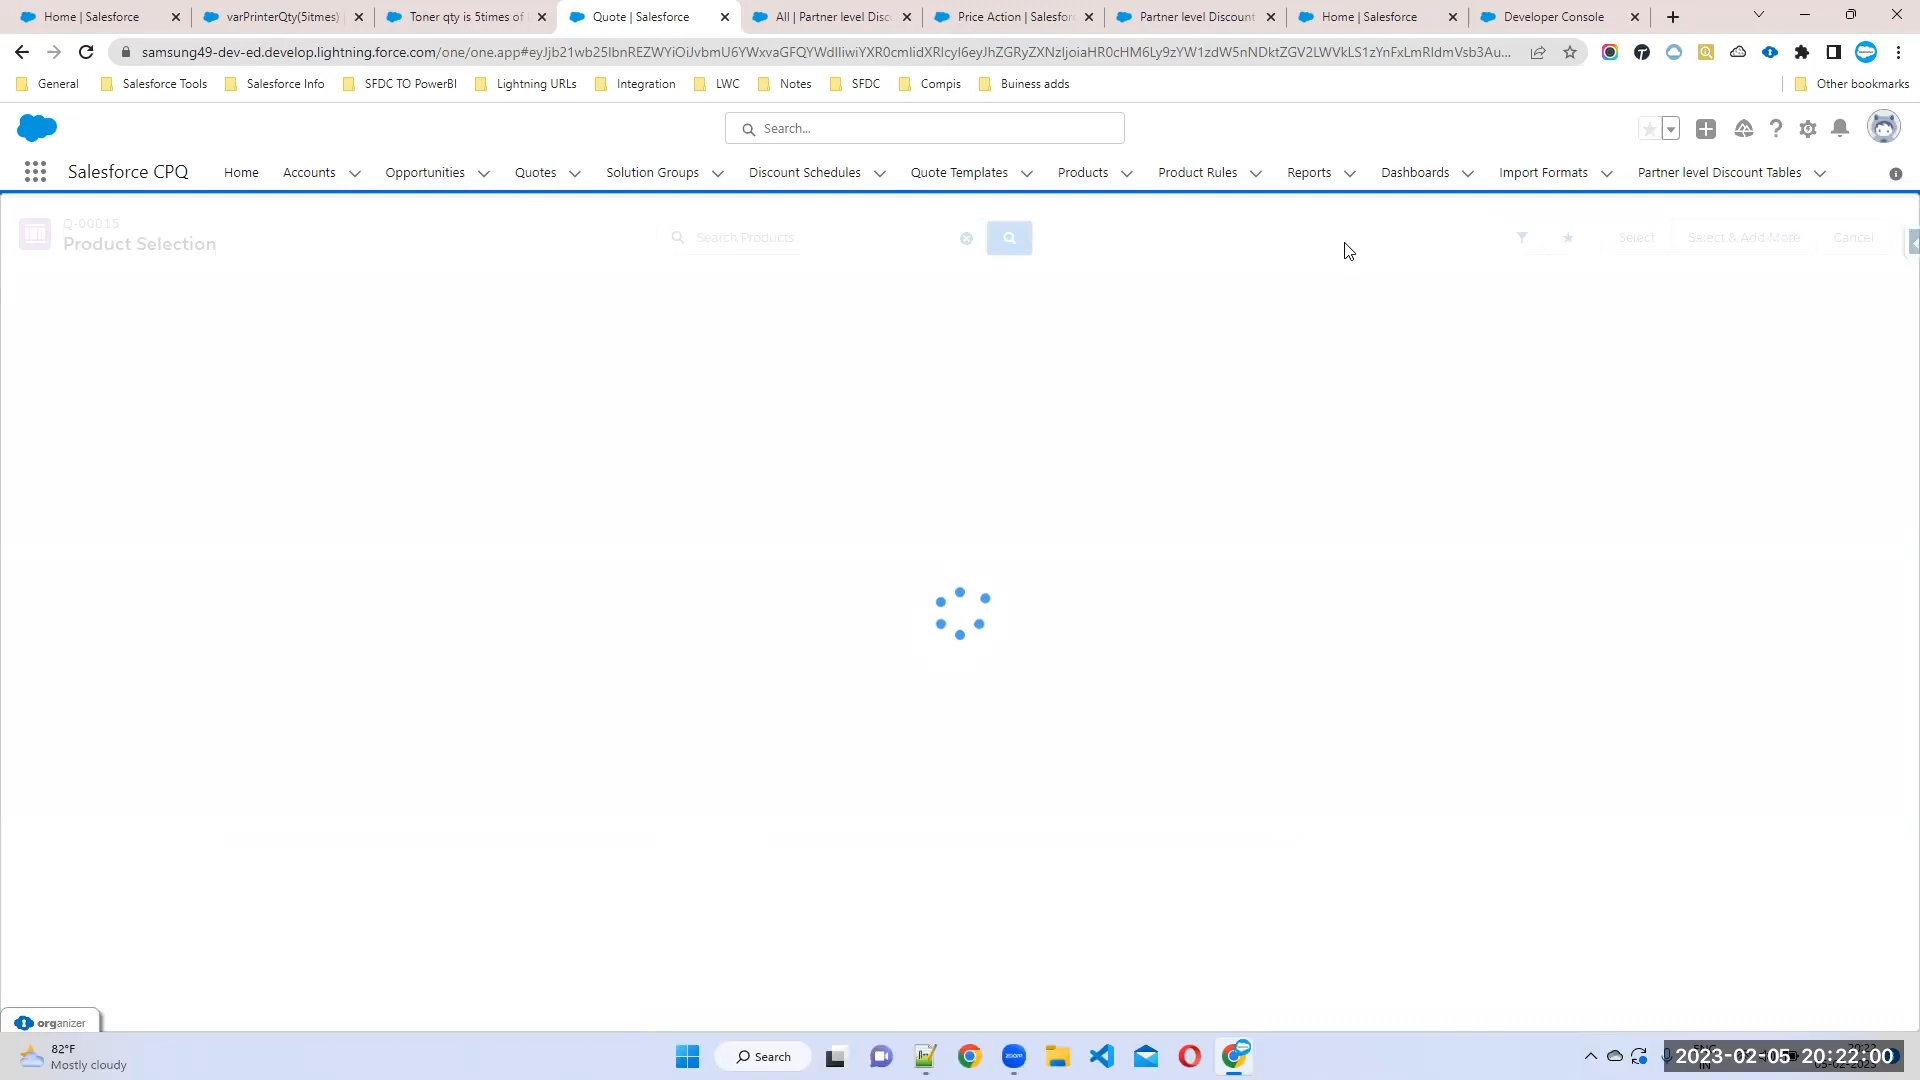 Home | Salesforce
varPrinterQty(5itmes)
Toner qty is 5times of
Quote | Salesforce
All | Partner level Disc
Price Action | Salesfor
Partner level Discount
Home | Salesforce
Developer Console
samsung49-dev-ed.develop.lightning.force.com/one/one.app#
General
Salesforce Tools
Salesforce Info
SFDC TO PowerBI
Lightning URLs
Integration
LWC
Notes
SFDC
Compis
Buiness adds
Other bookmarks
Search...
Salesforce CPQ
Home
Accounts
Opportunities
Quotes
Solution Groups
Discount Schedules
Quote Templates
Products
Product Rules
Reports
Dashboards
Import Formats
Partner level Discount Tables
Q-00015
Product Selection
Search Products
Select
Select & Add More
Cancel
organizer
82°F
Mostly cloudy
Search
zoom
2023-02-05 20:22:00